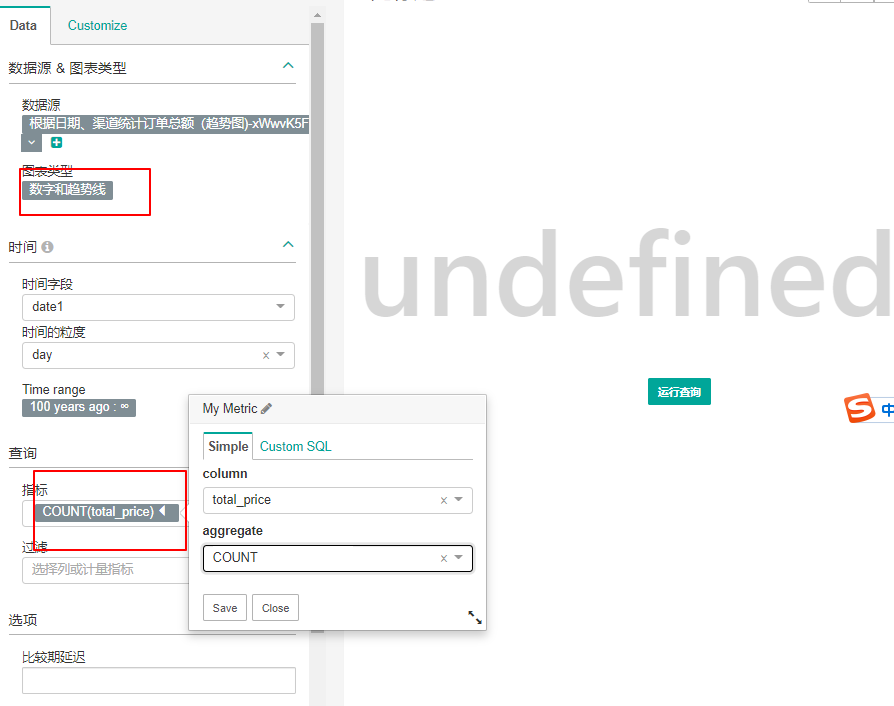 Data
Customize
数据源 & 图表类型
数据源
根据日期、渠道统计订单总额（趋势图)-xWwvK5F
图表类型
数字和趋势线
时间
时间字段
date1
时间的粒度
day
Time range
100 years ago : ∞
查询
指标
COUNT(total_price)
过滤
选择列或计量指标
选项
比较期延迟
My Metric
Simple
Custom SQL
column
total_price
aggregate
COUNT
Save
Close
undefined
运行查询
中